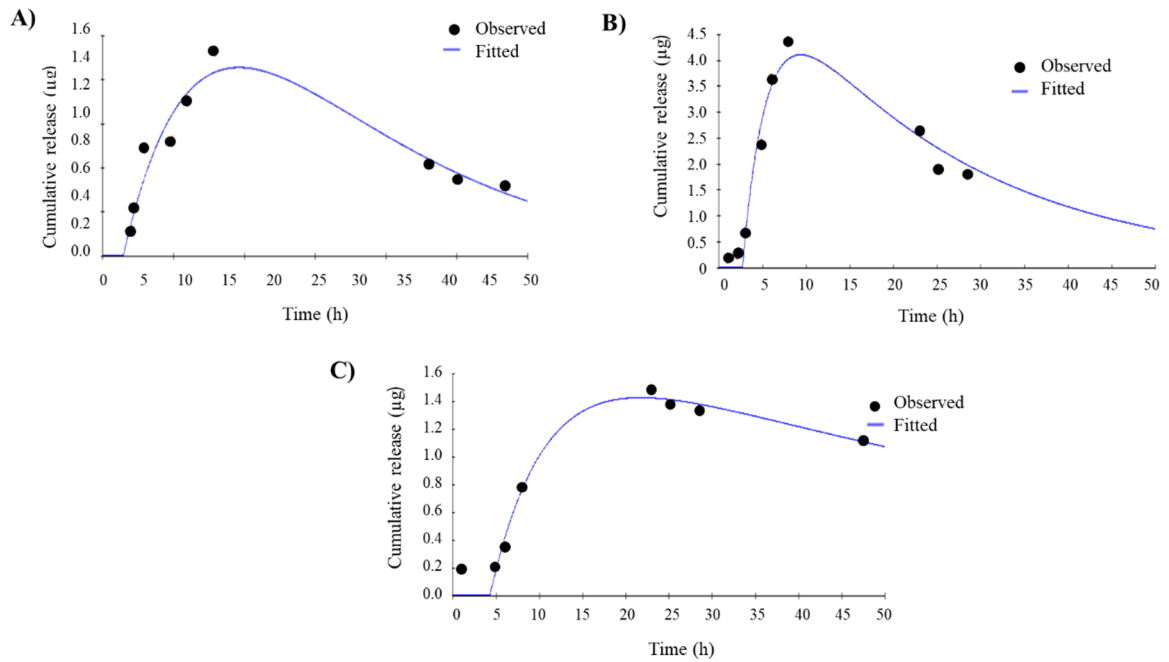 A)
Observed
Fitted
Cumulative release (µg)
1.6
1.4
1.2
1.0
0.8
0.6
0.4
0.2
0.0
0 5 10 15 20 25 30 35 40 45 50
Time (h)
B)
Observed
Fitted
Cumulative release (µg)
4.5
4.0
3.5
3.0
2.5
2.0
1.5
1.0
0.5
0
0 5 10 15 20 25 30 35 40 45 50
Time (h)
C)
Observed
Fitted
Cumulative release (µg)
1.6
1.4
1.2
1.0
0.8
0.6
0.4
0.2
0.0
0 5 10 15 20 25 30 35 40 45 50
Time (h)